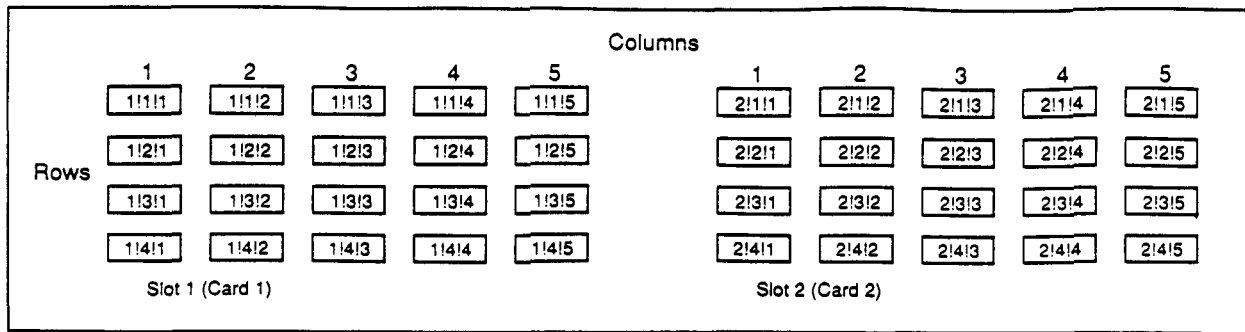 Columns
1 2 3 4 5 1 2 3 4 5
1!1!1 1!1!2 1!1!3 1!1!4 1!1!5 2!1!1 2!1!2 2!1!3 2!1!4 2!1!5
1!2!1 1!2!2 1!2!3 1!2!4 1!2!5 2!2!1 2!2!2 2!2!3 2!2!4 2!2!5
Rows
1!3!1 1!3!2 1!3!3 1!3!4 1!3!5 2!3!1 2!3!2 2!3!3 2!3!4 2!3!5
1!4!1 1!4!2 1!4!3 1!4!4 1!4!5 2!4!1 2!4!2 2!4!3 2!4!4 2!4!5
Slot 1 (Card 1) Slot 2 (Card 2)